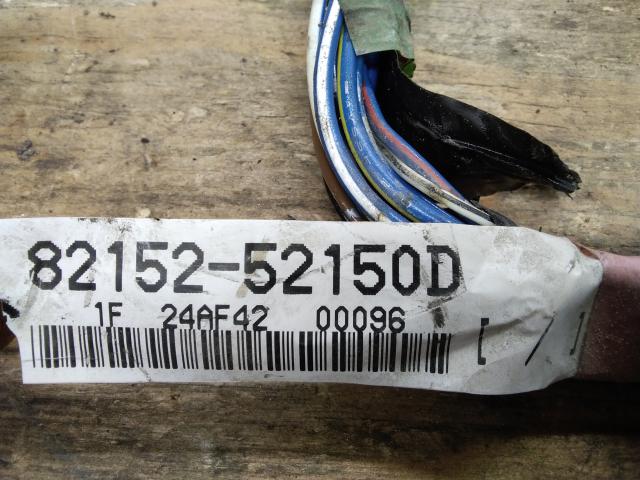 82152-52150D
1F 24AF42 00096
[ / ]